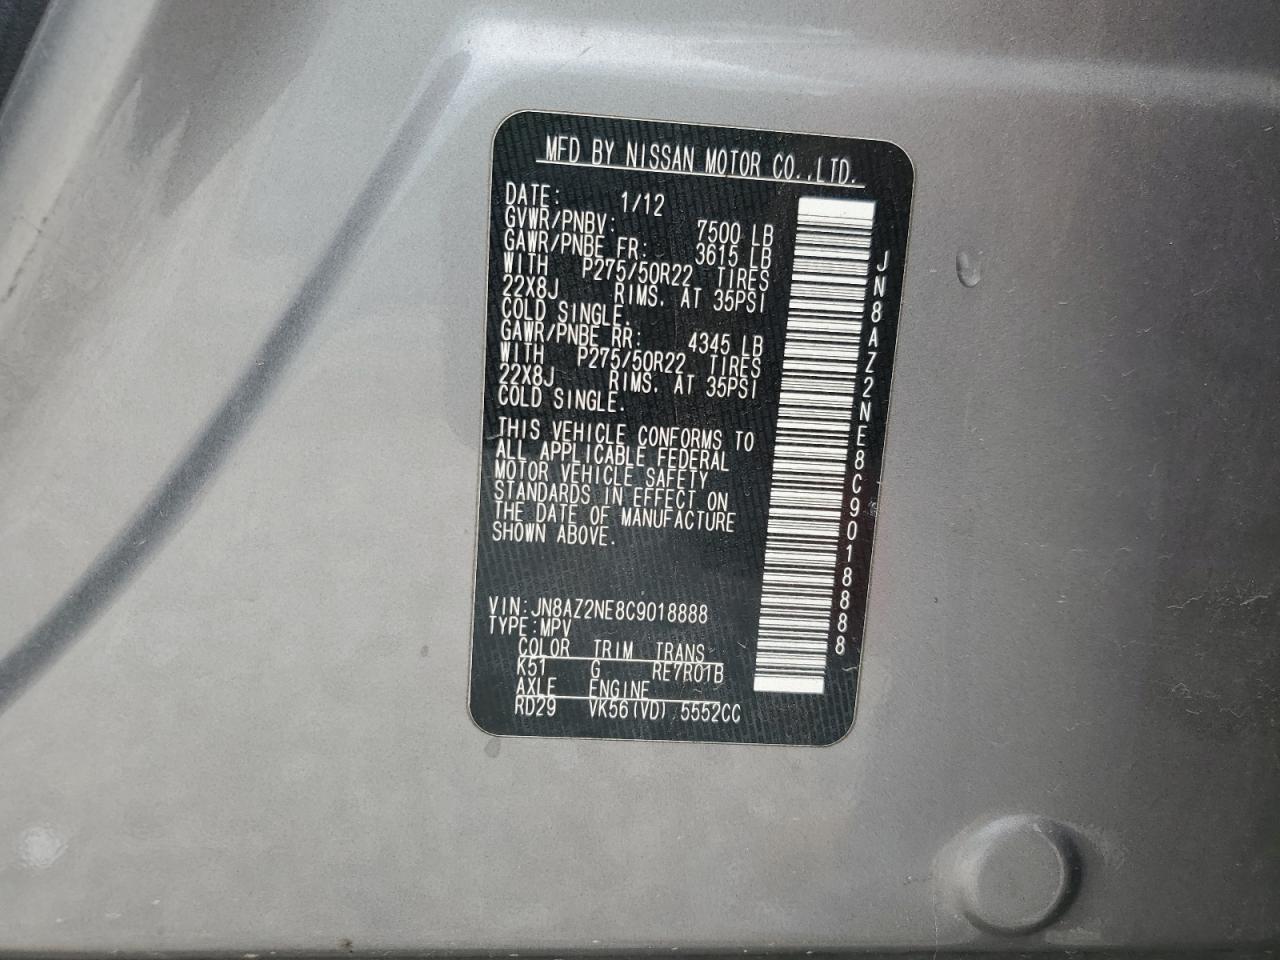 MFD BY NISSAN MOTOR CO.,LTD.
DATE: 1/12
GVWR/PNBV: 7500 LB
GAWR/PNBE FR: 3615 LB
WITH P275/50R22 TIRES
22X8J RIMS. AT 35PSI
COLD SINGLE.
GAWR/PNBE RR: 4345 LB
WITH P275/50R22 TIRES
22X8J RIMS. AT 35PSI
COLD SINGLE.
THIS VEHICLE CONFORMS TO
ALL APPLICABLE FEDERAL
MOTOR VEHICLE SAFETY
STANDARDS IN EFFECT ON
THE DATE OF MANUFACTURE
SHOWN ABOVE.
VIN:JN8AZ2NE8C9018888
TYPE:MPV
COLOR TRIM TRANS
K51 G RE7R01B
AXLE ENGINE
RD29 VK56(VD) 5552CC
JN8AZ2NE8C9018888